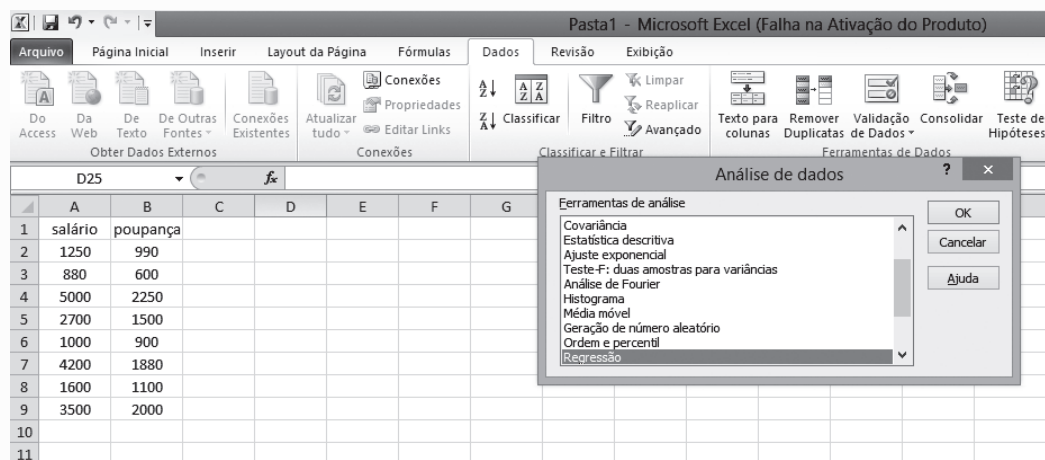 Pasta1 - Microsoft Excel (Falha na Ativação do Produto)
Arquivo Página Inicial Inserir Layout da Página Fórmulas Dados Revisão Exibição
Do Access
Da Web
De Texto
De Outras Fontes
Obter Dados Externos
Conexões Existentes
Atualizar tudo
Conexões
Propriedades
Editar Links
Conexões
Classificar
Filtro
Limpar
Reaplicar
Avançado
Classificar e Filtrar
Texto para colunas
Remover Duplicatas
Validação de Dados
Consolidar
Teste de Hipóteses
Ferramentas de Dados
D25 fx
A B C D E F G
1 salário poupança
2 1250 990
3 880 600
4 5000 2250
5 2700 1500
6 1000 900
7 4200 1880
8 1600 1100
9 3500 2000
10
11
Análise de dados ? ×
Ferramentas de análise
Covariância
Estatística descritiva
Ajuste exponencial
Teste-F: duas amostras para variâncias
Análise de Fourier
Histograma
Média móvel
Geração de número aleatório
Ordem e percentil
Regressão
OK
Cancelar
Ajuda